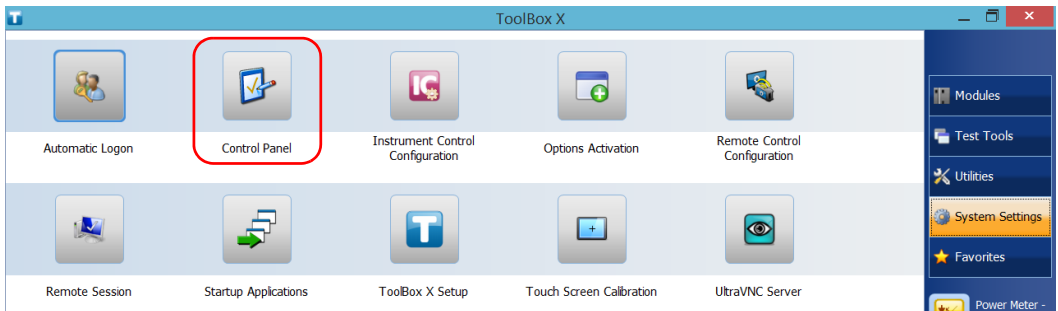 ToolBox X
Automatic Logon
Control Panel
Instrument Control
Configuration
Options Activation
Remote Control
Configuration
Remote Session
Startup Applications
ToolBox X Setup
Touch Screen Calibration
UltraVNC Server
Modules
Test Tools
Utilities
System Settings
Favorites
Power Meter -